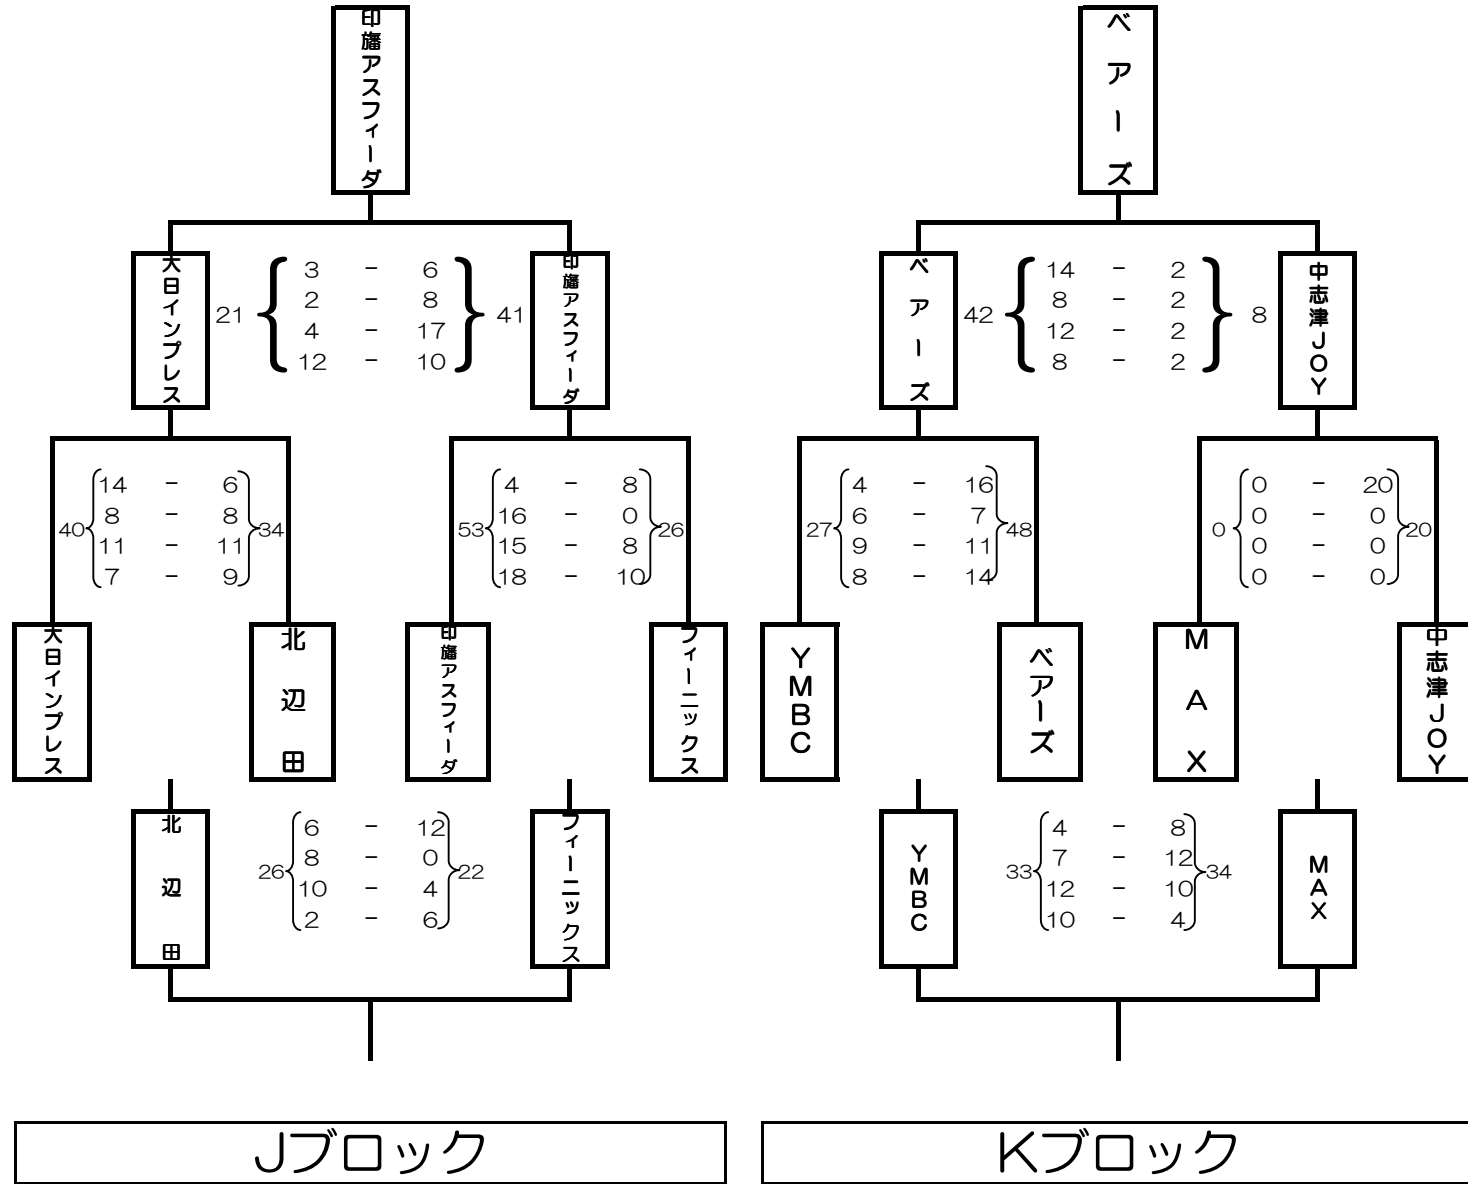 印旛アスフィーダ
ベアーズ
大日インプレス
21
3 - 6
2 - 8
4 - 17
12 - 10
41
印旛アスフィーダ
ベアーズ
42
14 - 2
8 - 2
12 - 2
8 - 2
8
中志津JOY
40
14 - 6
8 - 8
11 - 11
7 - 9
34
53
4 - 8
16 - 0
15 - 8
18 - 10
26
27
4 - 16
6 - 7
9 - 11
8 - 14
48
0
0 - 20
0 - 0
0 - 0
0 - 0
20
大日インプレス
北辺田
印旛アスフィーダ
フィーニックス
YMBC
ベアーズ
MAX
中志津JOY
北辺田
26
6 - 12
8 - 0
10 - 4
2 - 6
22
フィーニックス
YMBC
33
4 - 8
7 - 12
12 - 10
10 - 4
34
MAX
Jブロック
Kブロック